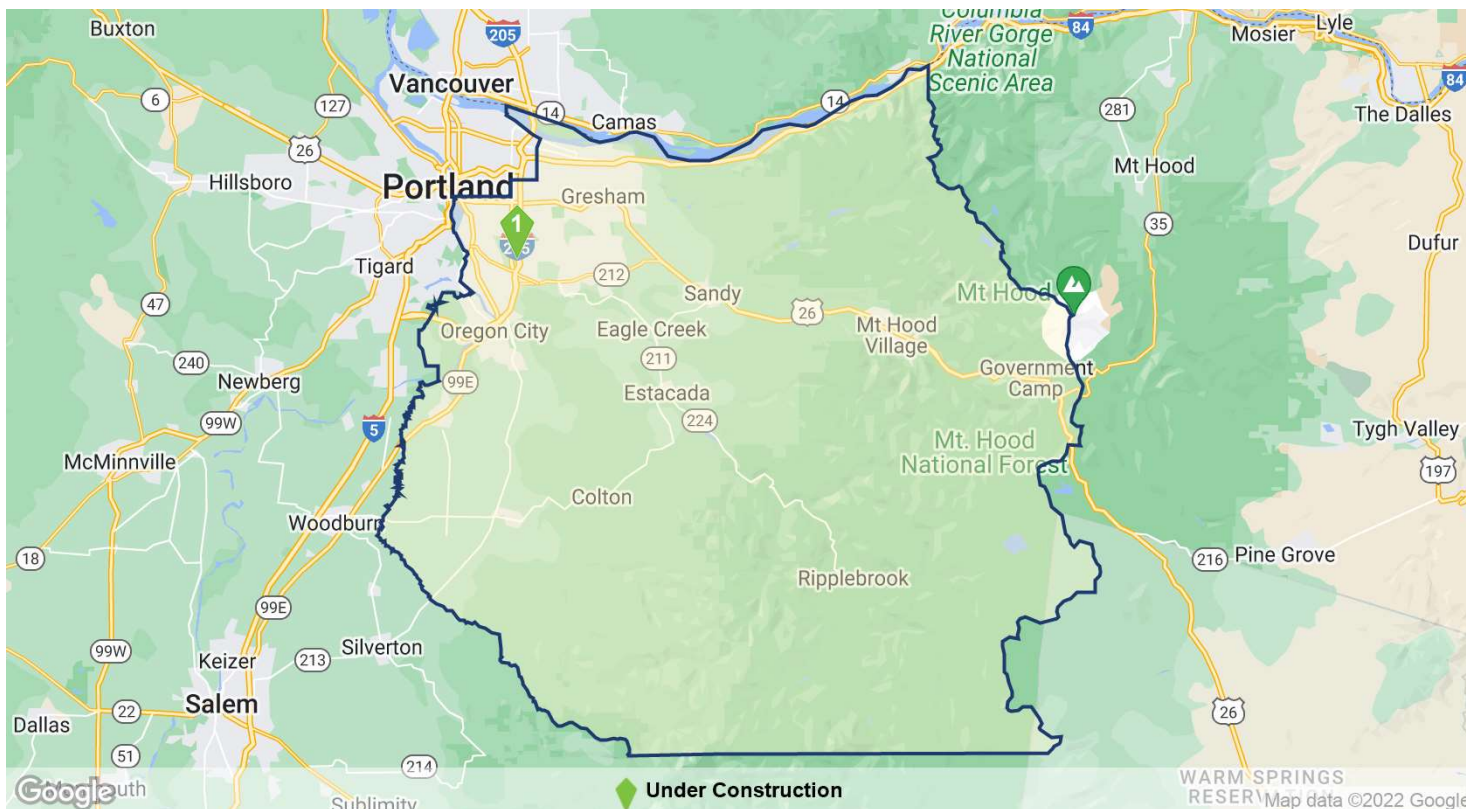 Buxton
205
Columbia
River Gorge
National
Scenic Area
84
Mosier
Lyle
84
6
127
Vancouver
14
Camas
14
281
The Dalles
26
Hillsboro
Portland
Gresham
Mt Hood
1
35
Dufur
Tigard
212
47
Sandy
Mt Hood
26
Mt Hood
Village
Oregon City
Eagle Creek
240
211
Newberg
99E
Government
Camp
Estacada
99W
5
224
Tygh Valley
Mt. Hood
National Forest
McMinnville
197
Colton
Woodburn
18
216
Pine Grove
Ripplebrook
99E
99W
Silverton
Keizer
213
Salem
Dallas
22
26
51
214
WARM SPRINGS
Google
Under Construction
Sublimity
Map data ©2022 Google